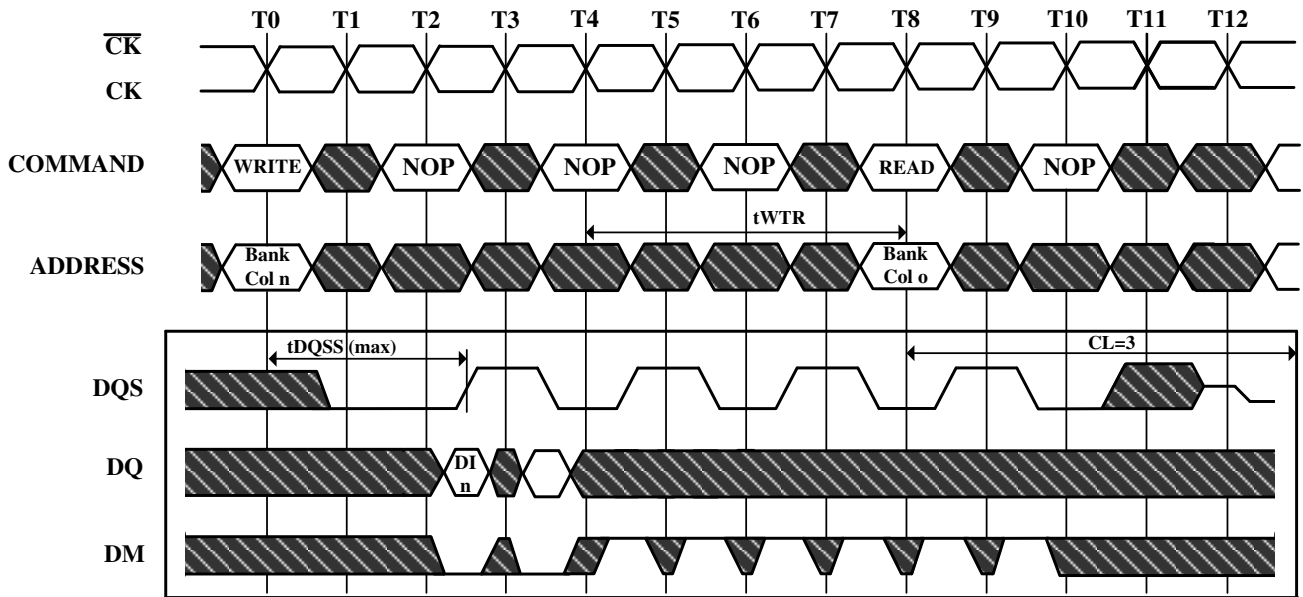 T0 T1 T2 T3 T4 T5 T6 T7 T8 T9 T10 T11 T12
CK
CK
COMMAND WRITE NOP NOP NOP READ NOP
tWTR
ADDRESS Bank Col n Bank Col o
tDQSS (max) CL=3
DQS
DQ DI n
DM